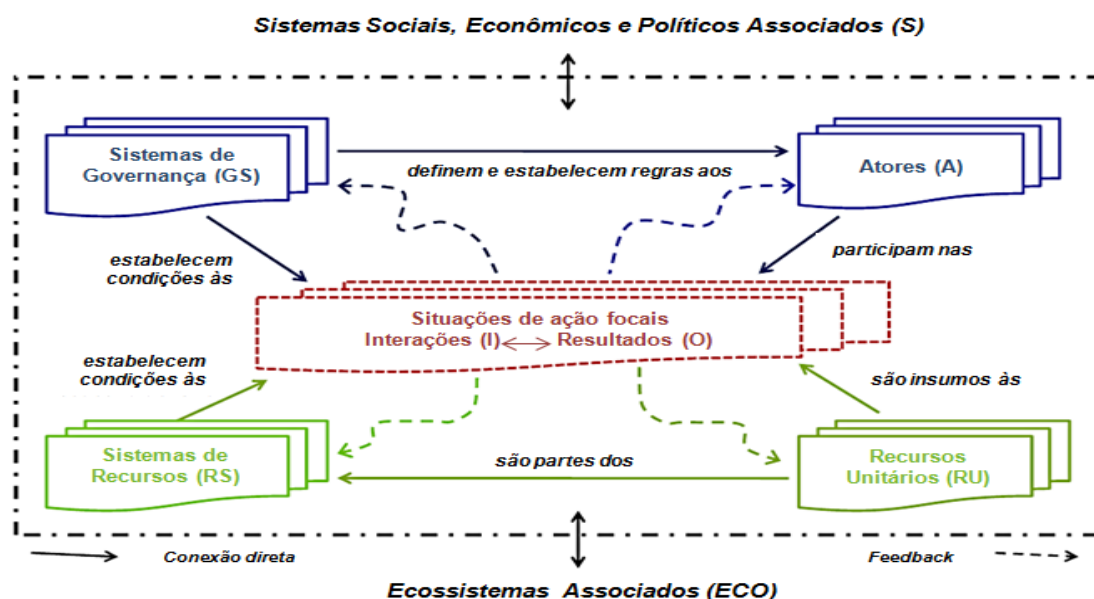 Sistemas Sociais, Econômicos e Políticos Associados (S)
Sistemas de
Governança (GS)
definem e estabelecem regras aos
Atores (A)
estabelecem
condições às
participam nas
Situações de ação focais
Interações (I) Resultados (O)
estabelecem
condições às
são insumos às
Sistemas de
Recursos (RS)
são partes dos
Recursos
Unitários (RU)
Conexão direta
Feedback
Ecossistemas Associados (ECO)